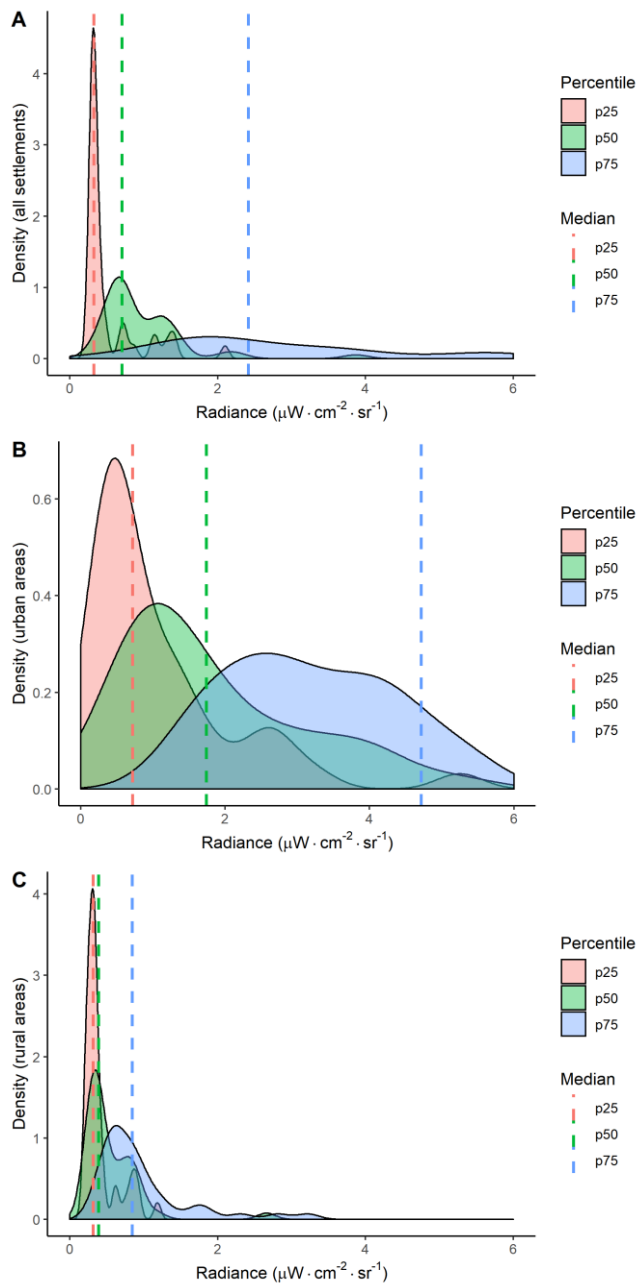 A
Density (all settlements)
4
3
2
1
0
0 2 4 6
Radiance (μW · cm⁻² · sr⁻¹)
Percentile
p25
p50
p75
Median
p25
p50
p75
B
Density (urban areas)
0.6
0.4
0.2
0.0
0 2 4 6
Radiance (μW · cm⁻² · sr⁻¹)
Percentile
p25
p50
p75
Median
p25
p50
p75
C
Density (rural areas)
4
3
2
1
0
0 2 4 6
Radiance (μW · cm⁻² · sr⁻¹)
Percentile
p25
p50
p75
Median
p25
p50
p75